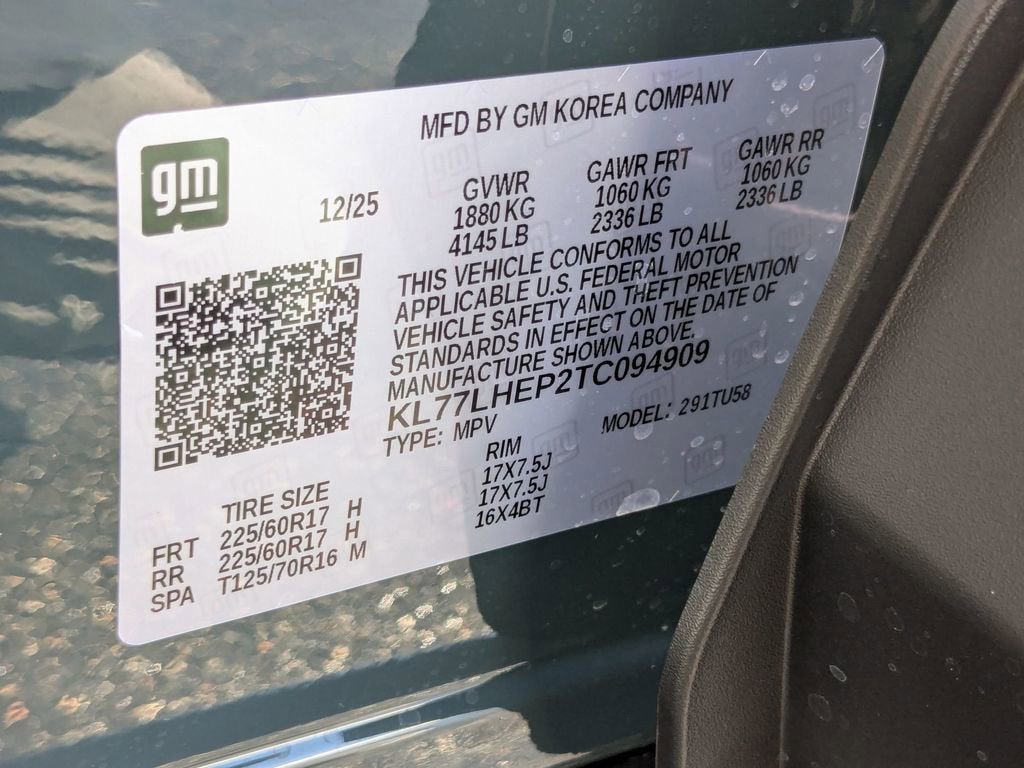 MFD BY GM KOREA COMPANY
gm
12/25
GVWR GAWR FRT GAWR RR
1880 KG 1060 KG 1060 KG
4145 LB 2336 LB 2336 LB
THIS VEHICLE CONFORMS TO ALL
APPLICABLE U.S. FEDERAL MOTOR
VEHICLE SAFETY AND THEFT PREVENTION
STANDARDS IN EFFECT ON THE DATE OF
MANUFACTURE SHOWN ABOVE.
KL77LHEP2TC094909
TYPE: MPV MODEL: 291TU58
TIRE SIZE RIM
FRT 225/60R17 H 17X7.5J
RR 225/60R17 H 17X7.5J
SPA T125/70R16 M 16X4BT